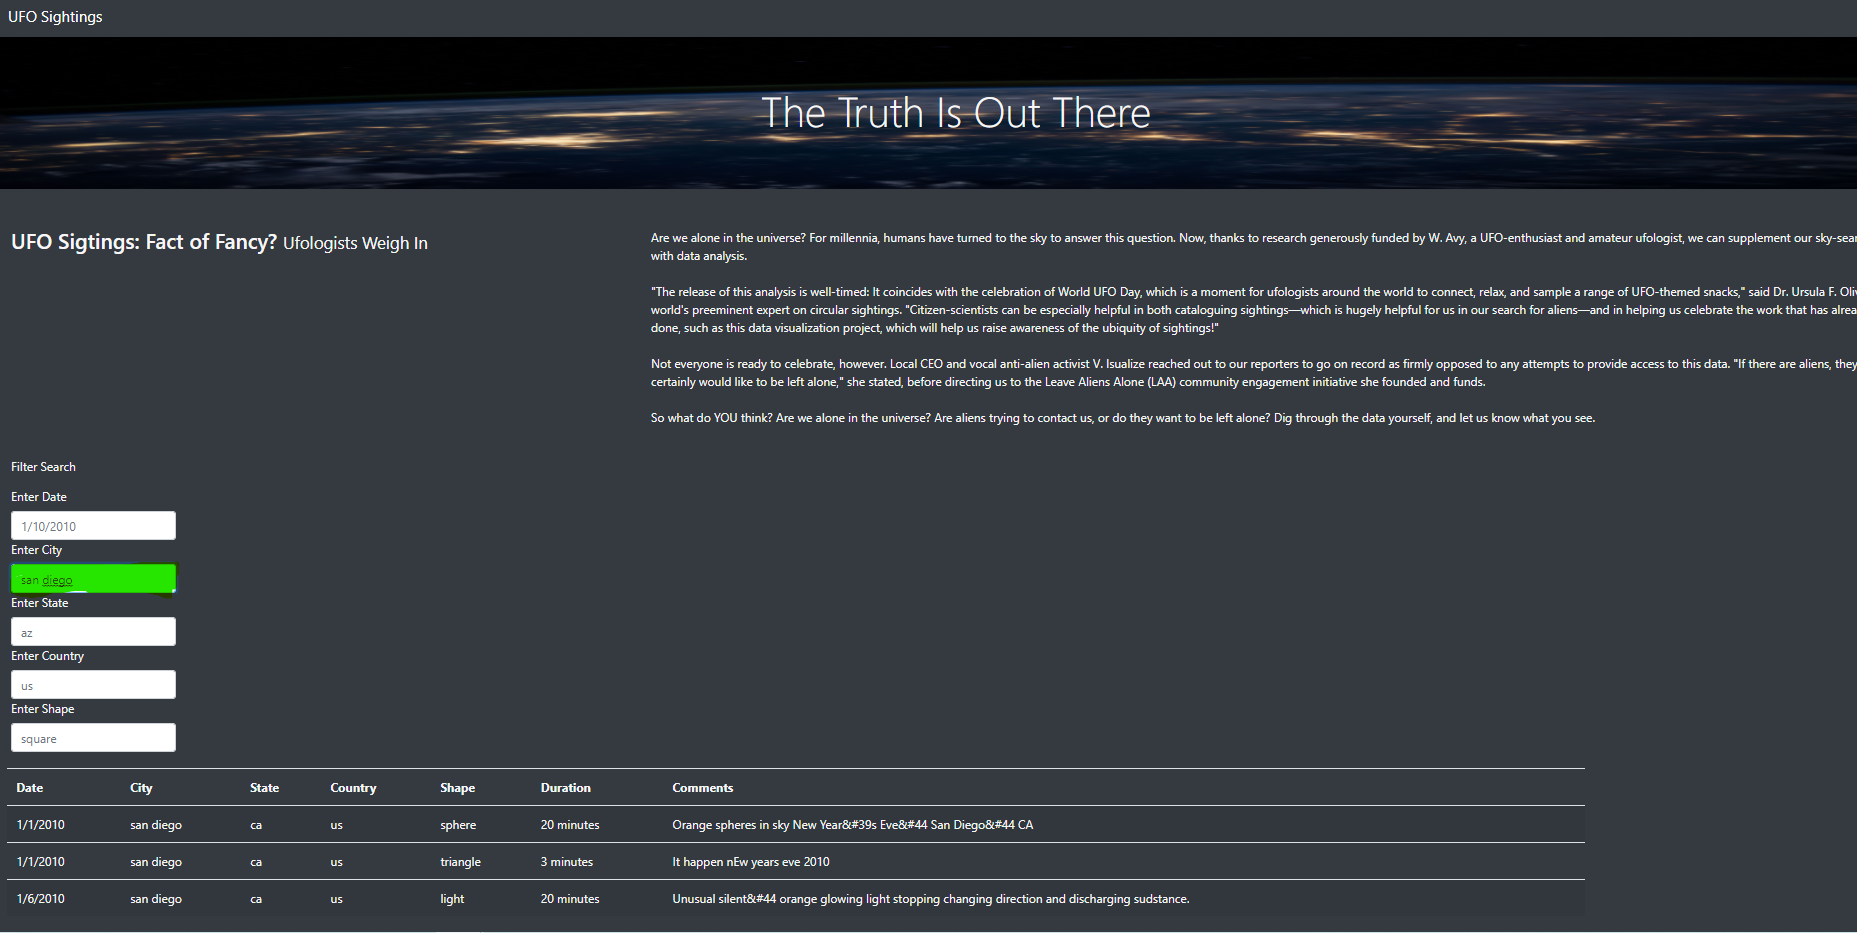 UFO Sightings
The Truth Is Out There
UFO Sigtings: Fact of Fancy? Ufologists Weigh In
Are we alone in the universe? For millennia, humans have turned to the sky to answer this question. Now, thanks to research generously funded by W. Avy, a UFO-enthusiast and amateur ufologist, we can supplement our sky-sear
with data analysis.
"The release of this analysis is well-timed: It coincides with the celebration of World UFO Day, which is a moment for ufologists around the world to connect, relax, and sample a range of UFO-themed snacks," said Dr. Ursula F. Oliv
world's preeminent expert on circular sightings. "Citizen-scientists can be especially helpful in both cataloguing sightings—which is hugely helpful for us in our search for aliens—and in helping us celebrate the work that has alrea
done, such as this data visualization project, which will help us raise awareness of the ubiquity of sightings!"
Not everyone is ready to celebrate, however. Local CEO and vocal anti-alien activist V. Isualize reached out to our reporters to go on record as firmly opposed to any attempts to provide access to this data. "If there are aliens, they
certainly would like to be left alone," she stated, before directing us to the Leave Aliens Alone (LAA) community engagement initiative she founded and funds.
So what do YOU think? Are we alone in the universe? Are aliens trying to contact us, or do they want to be left alone? Dig through the data yourself, and let us know what you see.
Filter Search
Enter Date
1/10/2010
Enter City
san diego
Enter State
az
Enter Country
us
Enter Shape
square
Date City State Country Shape Duration Comments
1/1/2010 san diego ca us sphere 20 minutes Orange spheres in sky New Year&#39s Eve&#44 San Diego&#44 CA
1/1/2010 san diego ca us triangle 3 minutes It happen nEw years eve 2010
1/6/2010 san diego ca us light 20 minutes Unusual silent&#44 orange glowing light stopping changing direction and discharging sudstance.